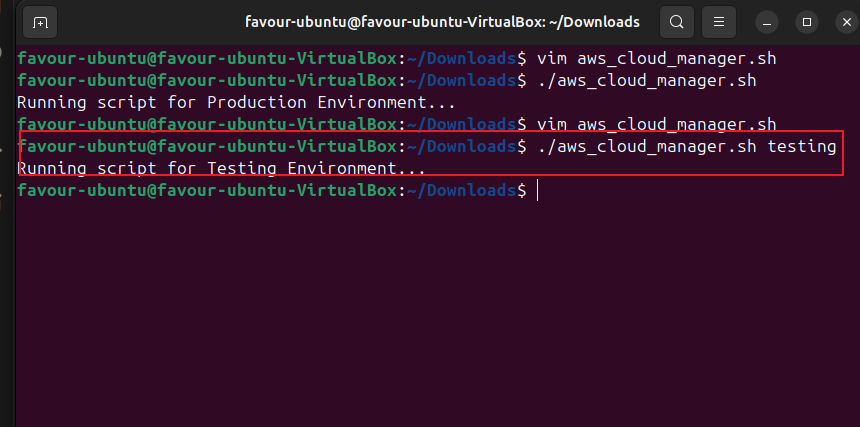 favour-ubuntu@favour-ubuntu-VirtualBox: ~/Downloads
favour-ubuntu@favour-ubuntu-VirtualBox:~/Downloads$ vim aws_cloud_manager.sh
favour-ubuntu@favour-ubuntu-VirtualBox:~/Downloads$ ./aws_cloud_manager.sh
Running script for Production Environment...
favour-ubuntu@favour-ubuntu-VirtualBox:~/Downloads$ vim aws_cloud_manager.sh
favour-ubuntu@favour-ubuntu-VirtualBox:~/Downloads$ ./aws_cloud_manager.sh testing
Running script for Testing Environment...
favour-ubuntu@favour-ubuntu-VirtualBox:~/Downloads$